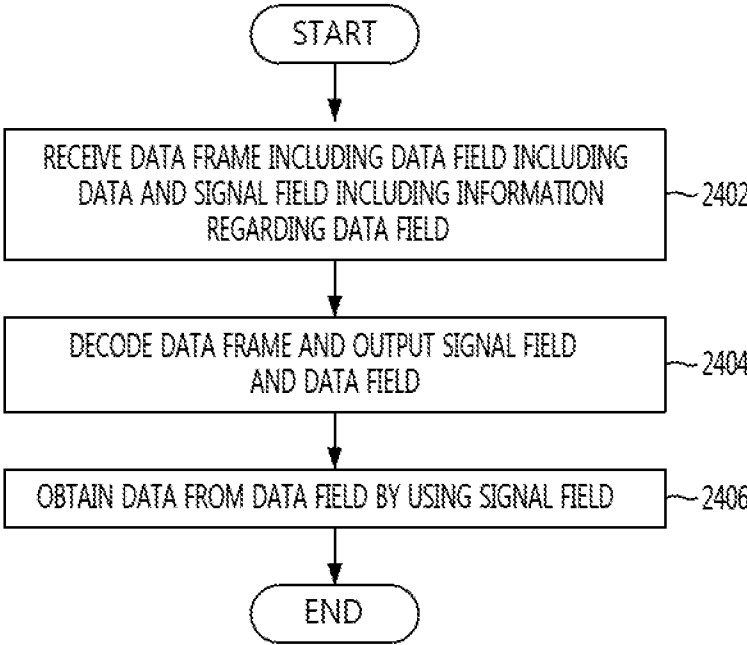 START
RECEIVE DATA FRAME INCLUDING DATA FIELD INCLUDING
DATA AND SIGNAL FIELD INCLUDING INFORMATION
REGARDING DATA FIELD
2402
DECODE DATA FRAME AND OUTPUT SIGNAL FIELD
AND DATA FIELD
2404
OBTAIN DATA FROM DATA FIELD BY USING SIGNAL FIELD
2406
END